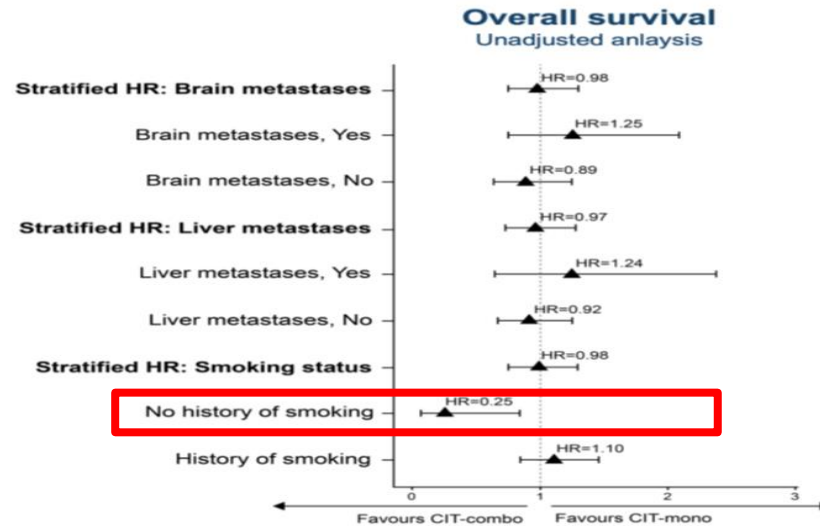 Overall survival
Unadjusted anlaysis
Stratified HR: Brain metastases
HR=0.98
Brain metastases, Yes
HR=1.25
Brain metastases, No
HR=0.89
Stratified HR: Liver metastases
HR=0.97
Liver metastases, Yes
HR=1.24
Liver metastases, No
HR=0.92
Stratified HR: Smoking status
HR=0.98
No history of smoking
HR=0.25
History of smoking
HR=1.10
0 1 2 3
Favours CIT-combo Favours CIT-mono